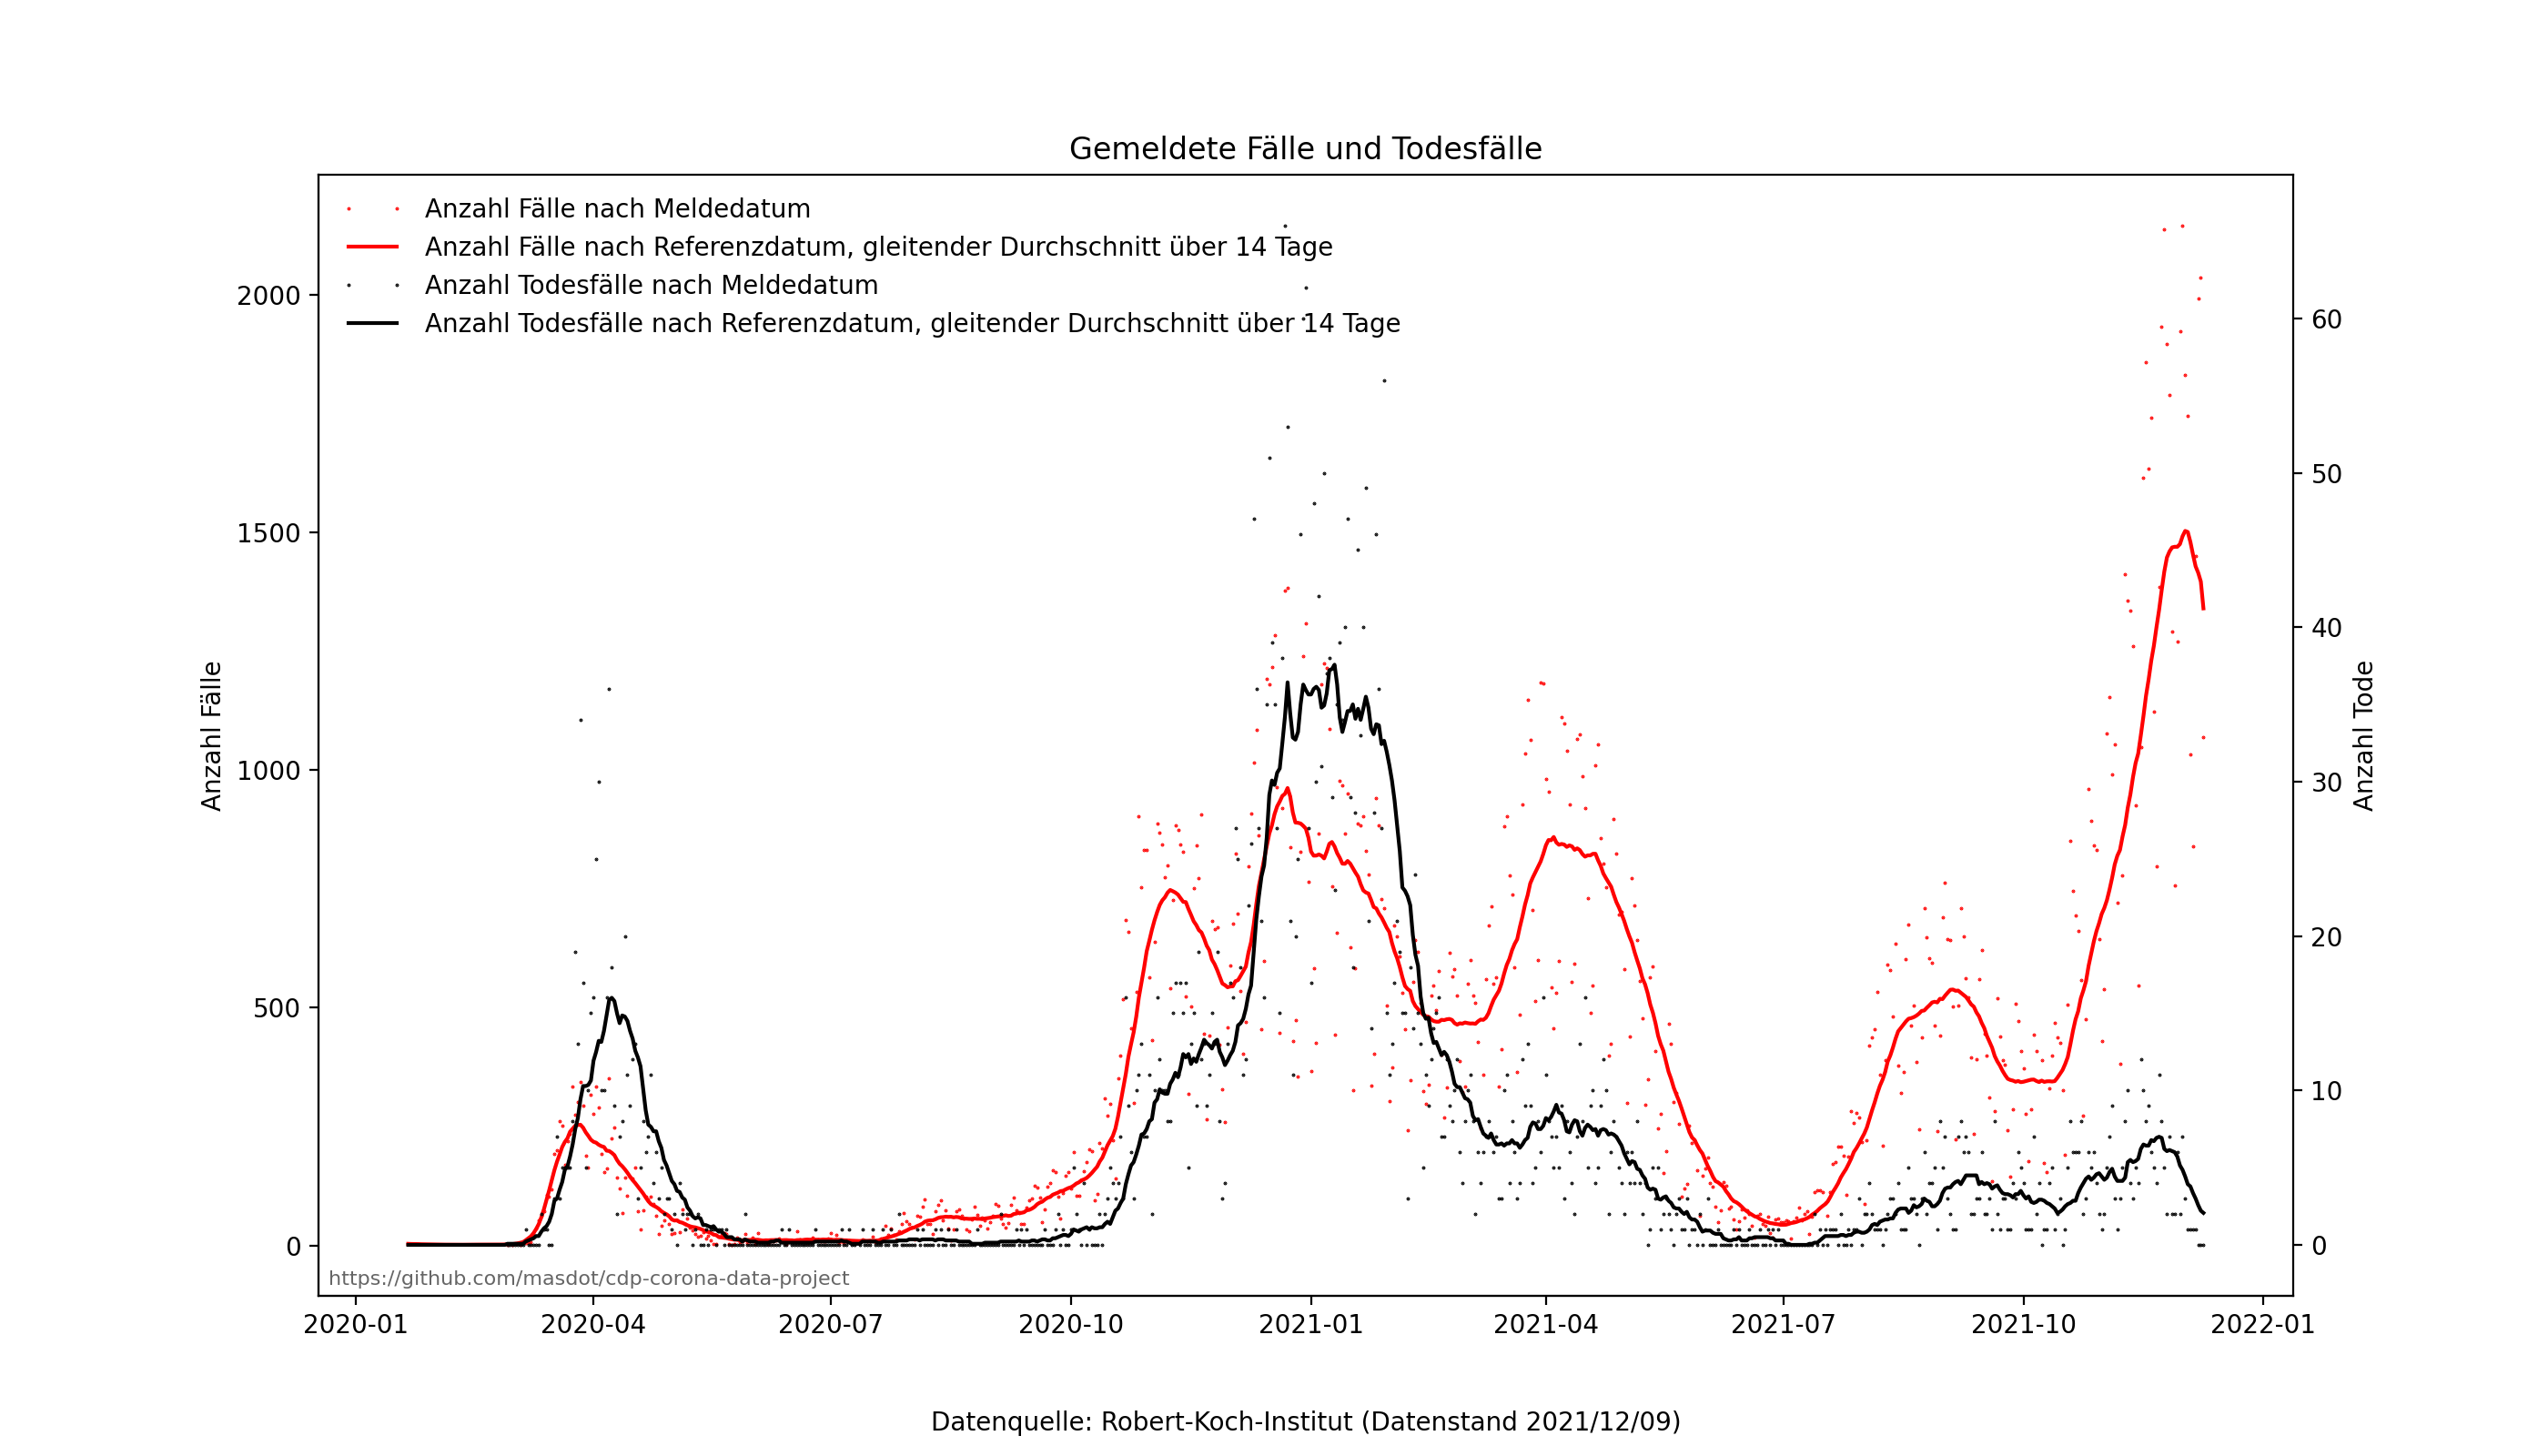 Gemeldete Fälle und Todesfälle
Anzahl Fälle nach Meldedatum
Anzahl Fälle nach Referenzdatum, gleitender Durchschnitt über 14 Tage
Anzahl Todesfälle nach Meldedatum
Anzahl Todesfälle nach Referenzdatum, gleitender Durchschnitt über 14 Tage
2000
1500
1000
500
0
Anzahl Fälle
60
50
40
30
20
10
0
Anzahl Tode
https://github.com/masdot/cdp-corona-data-project
2020-01 2020-04 2020-07 2020-10 2021-01 2021-04 2021-07 2021-10 2022-01
Datenquelle: Robert-Koch-Institut (Datenstand 2021/12/09)